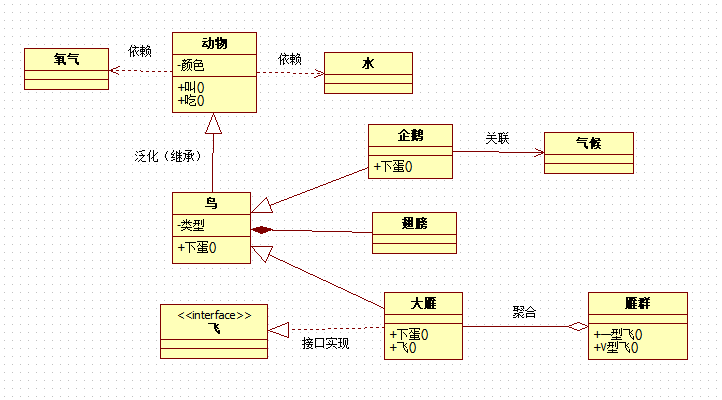 氧气
依赖
动物
-颜色
+叫()
+吃()
依赖
水
泛化（继承）
企鹅
+下蛋()
关联
气候
鸟
-类型
+下蛋()
翅膀
<<interface>>
飞
接口实现
大雁
+下蛋()
+飞()
聚合
雁群
+一型飞()
+V型飞()